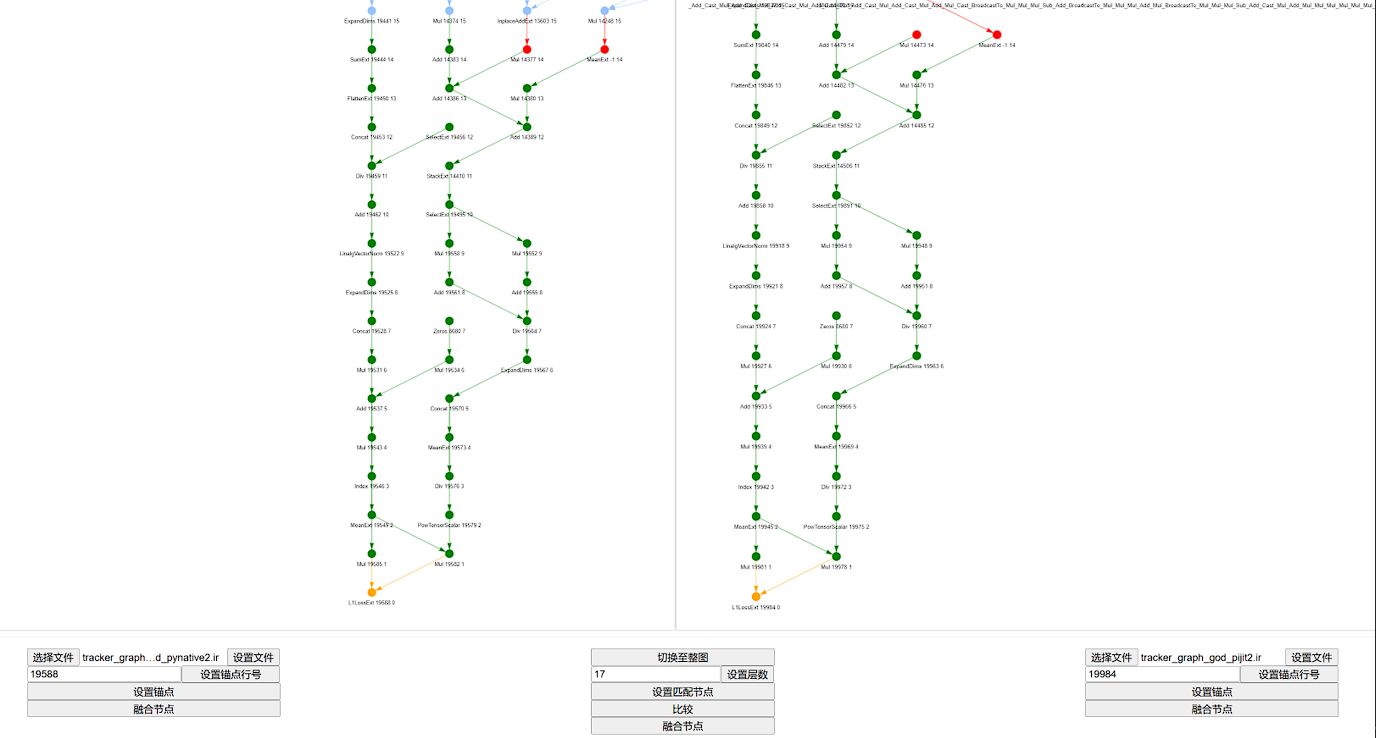 ExpandDims 19441 15 Mul 14374 15 InplaceAddExt 13603 15 Mul 14248 15
SumExt 19444 14 Add 14383 14 Mul 14377 14 MeanExt -1 14
FlattenExt 19450 13 Add 14386 13 Mul 14380 13
Concat 19453 12 SelectExt 19456 12 Add 14389 12
Div 19459 11 StackExt 14410 11
Add 19462 10 SelectExt 19495 10
LinalgVectorNorm 19522 9 Mul 19558 9 Mul 19552 9
ExpandDims 19525 8 Add 19561 8 Add 19555 8
Concat 19528 7 Zeros 8680 7 Div 19564 7
Mul 19531 6 Mul 19534 6 ExpandDims 19567 6
Add 19537 5 Concat 19570 5
Mul 19543 4 MeanExt 19573 4
Index 19546 3 Div 19576 3
MeanExt 19549 2 PowTensorScalar 19579 2
Mul 19585 1 Mul 19582 1
L1LossExt 19588 0
SumExt 19840 14 Add 14479 14 Mul 14473 14 MeanExt -1 14
FlattenExt 19846 13 Add 14482 13 Mul 14476 13
Concat 19849 12 SelectExt 19852 12 Add 14485 12
Div 19855 11 StackExt 14506 11
Add 19858 10 SelectExt 19891 10
LinalgVectorNorm 19918 9 Mul 19954 9 Mul 19948 9
ExpandDims 19921 8 Add 19957 8 Add 19951 8
Concat 19924 7 Zeros 8680 7 Div 19960 7
Mul 19927 6 Mul 19930 6 ExpandDims 19963 6
Add 19933 5 Concat 19966 5
Mul 19939 4 MeanExt 19969 4
Index 19942 3 Div 19972 3
MeanExt 19945 2 PowTensorScalar 19975 2
Mul 19981 1 Mul 19978 1
L1LossExt 19984 0
选择文件 tracker_graph…d_pynative2.ir 设置文件
19588 设置锚点行号
设置锚点
融合节点
切换至整图
17 设置层数
设置匹配节点
比较
融合节点
选择文件 tracker_graph_god_pijit2.ir 设置文件
19984 设置锚点行号
设置锚点
融合节点